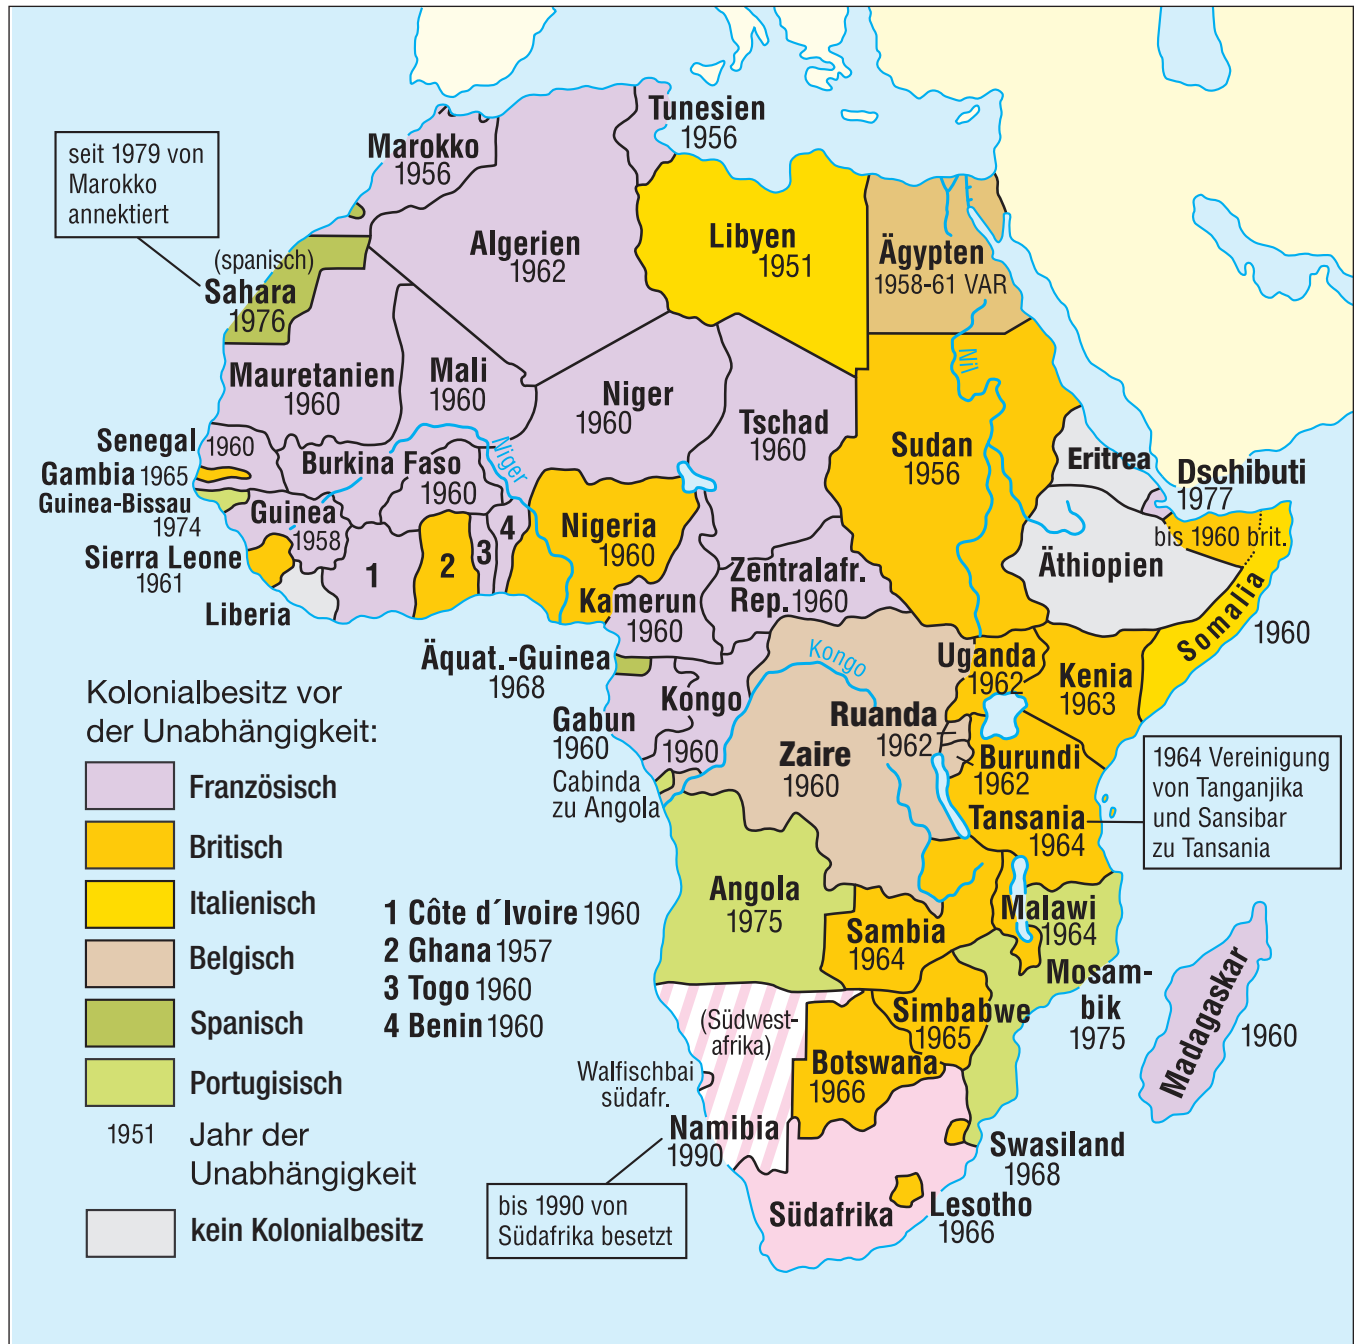 Tunesien
1956
Marokko
1956
seit 1979 von
Marokko
annektiert
Algerien
1962
Libyen
1951
Ägypten
1958-61 VAR
(spanisch)
Sahara
1976
Nil
Mauretanien
1960
Mali
1960
Niger
1960
Tschad
1960
Sudan
1956
Eritrea
Dschibuti
1977
Senegal 1960
Gambia 1965
Guinea-Bissau
1974
Burkina Faso
1960
Niger
Guinea
1958
Nigeria
1960
bis 1960 brit.
Äthiopien
Somalia
1960
Sierra Leone
1961
Liberia
1
2
3
4
Kamerun
1960
Zentralafr.
Rep. 1960
Äquat.-Guinea
1968
Kongo
1960
Kongo
Uganda
1962
Kenia
1963
Gabun
1960
Ruanda
1962
Zaire
1960
Burundi
1962
Cabinda
zu Angola
Tansania
1964
1964 Vereinigung
von Tanganjika
und Sansibar
zu Tansania
Angola
1975
Sambia
1964
Malawi
1964
Mosam-
bik
1975
Madagaskar
1960
Simbabwe
1965
(Südwest-
afrika)
Botswana
1966
Walfischbai
südafr.
Namibia
1990
bis 1990 von
Südafrika besetzt
Swasiland
1968
Südafrika
Lesotho
1966
Kolonialbesitz vor
der Unabhängigkeit:
Französisch
Britisch
Italienisch
Belgisch
Spanisch
Portugisisch
1951 Jahr der
Unabhängigkeit
kein Kolonialbesitz
1 Côte d´Ivoire 1960
2 Ghana 1957
3 Togo 1960
4 Benin 1960